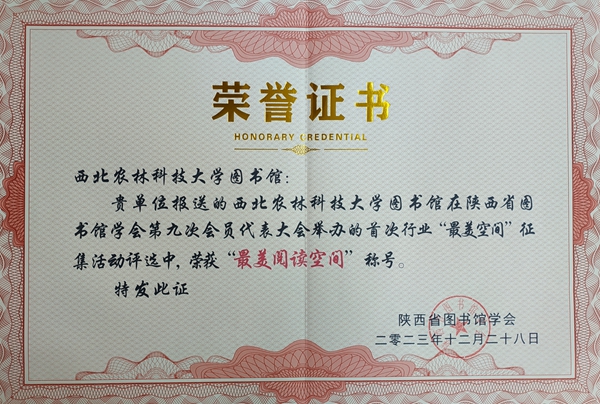 荣誉证书
HONORARY CREDENTIAL
西北农林科技大学图书馆：
贵单位报送的西北农林科技大学图书馆在陕西省图
书馆学会第九次会员代表大会举办的首次行业“最美空间”征
集活动评选中，荣获“最美阅读空间”称号。
特发此证
陕西省图书馆学会
二零二三年十二月二十八日